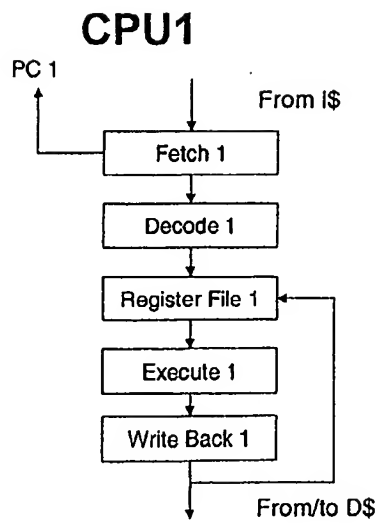 CPU1
PC 1
From I$
Fetch 1
Decode 1
Register File 1
Execute 1
Write Back 1
From/to D$